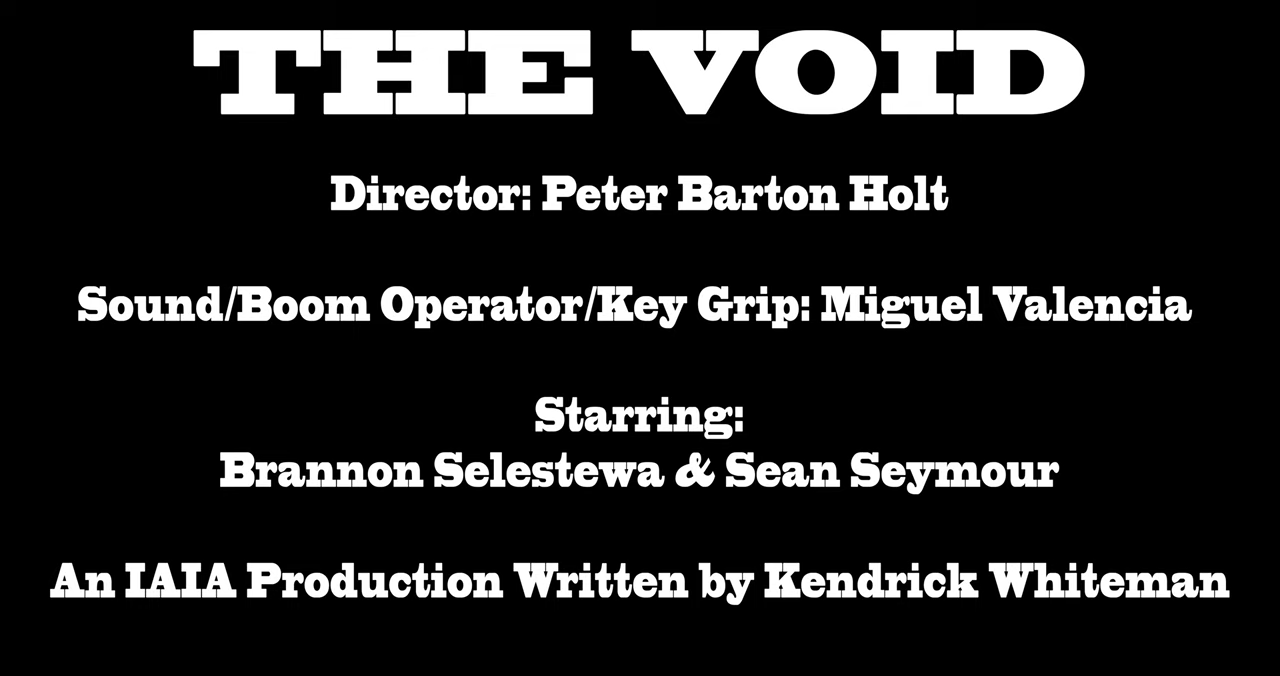 THE VOID
Director: Peter Barton Holt
Sound/Boom Operator/Key Grip: Miguel Valencia
Starring:
Brannon Selestewa & Sean Seymour
An IAIA Production Written by Kendrick Whiteman